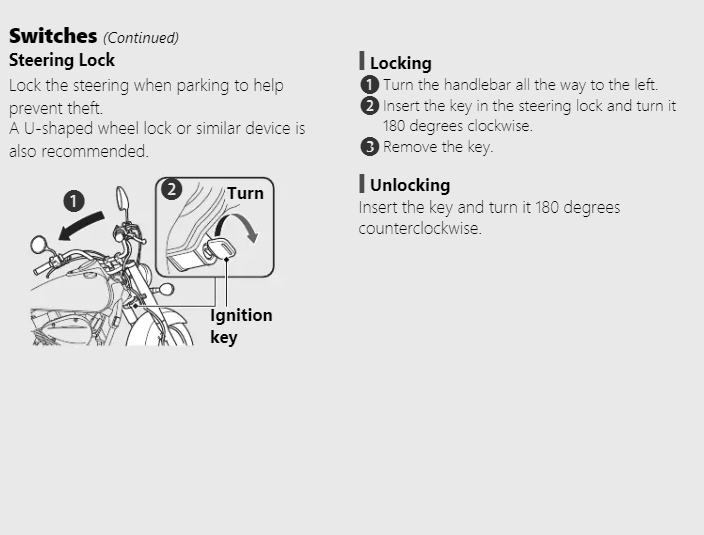 Switches (Continued)
Steering Lock
Lock the steering when parking to help
prevent theft.
A U-shaped wheel lock or similar device is
also recommended.
1
2
Turn
Ignition
key
Locking
1 Turn the handlebar all the way to the left.
2 Insert the key in the steering lock and turn it
180 degrees clockwise.
3 Remove the key.
Unlocking
Insert the key and turn it 180 degrees
counterclockwise.